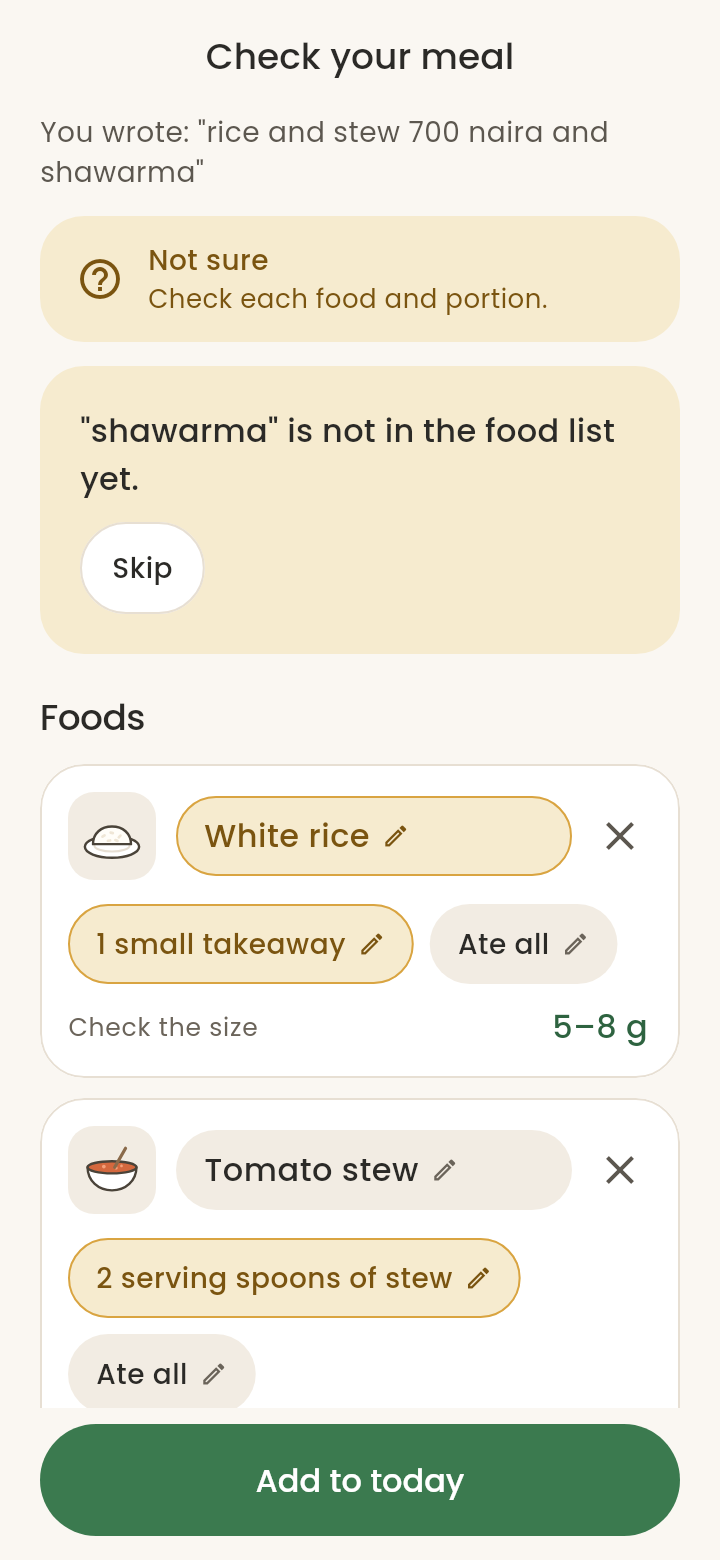 Check your meal
You wrote: "rice and stew 700 naira and
shawarma"
Not sure
Check each food and portion.
"shawarma" is not in the food list
yet.
Skip
Foods
White rice
1 small takeaway
Ate all
Check the size
5–8 g
Tomato stew
2 serving spoons of stew
Ate all
Add to today